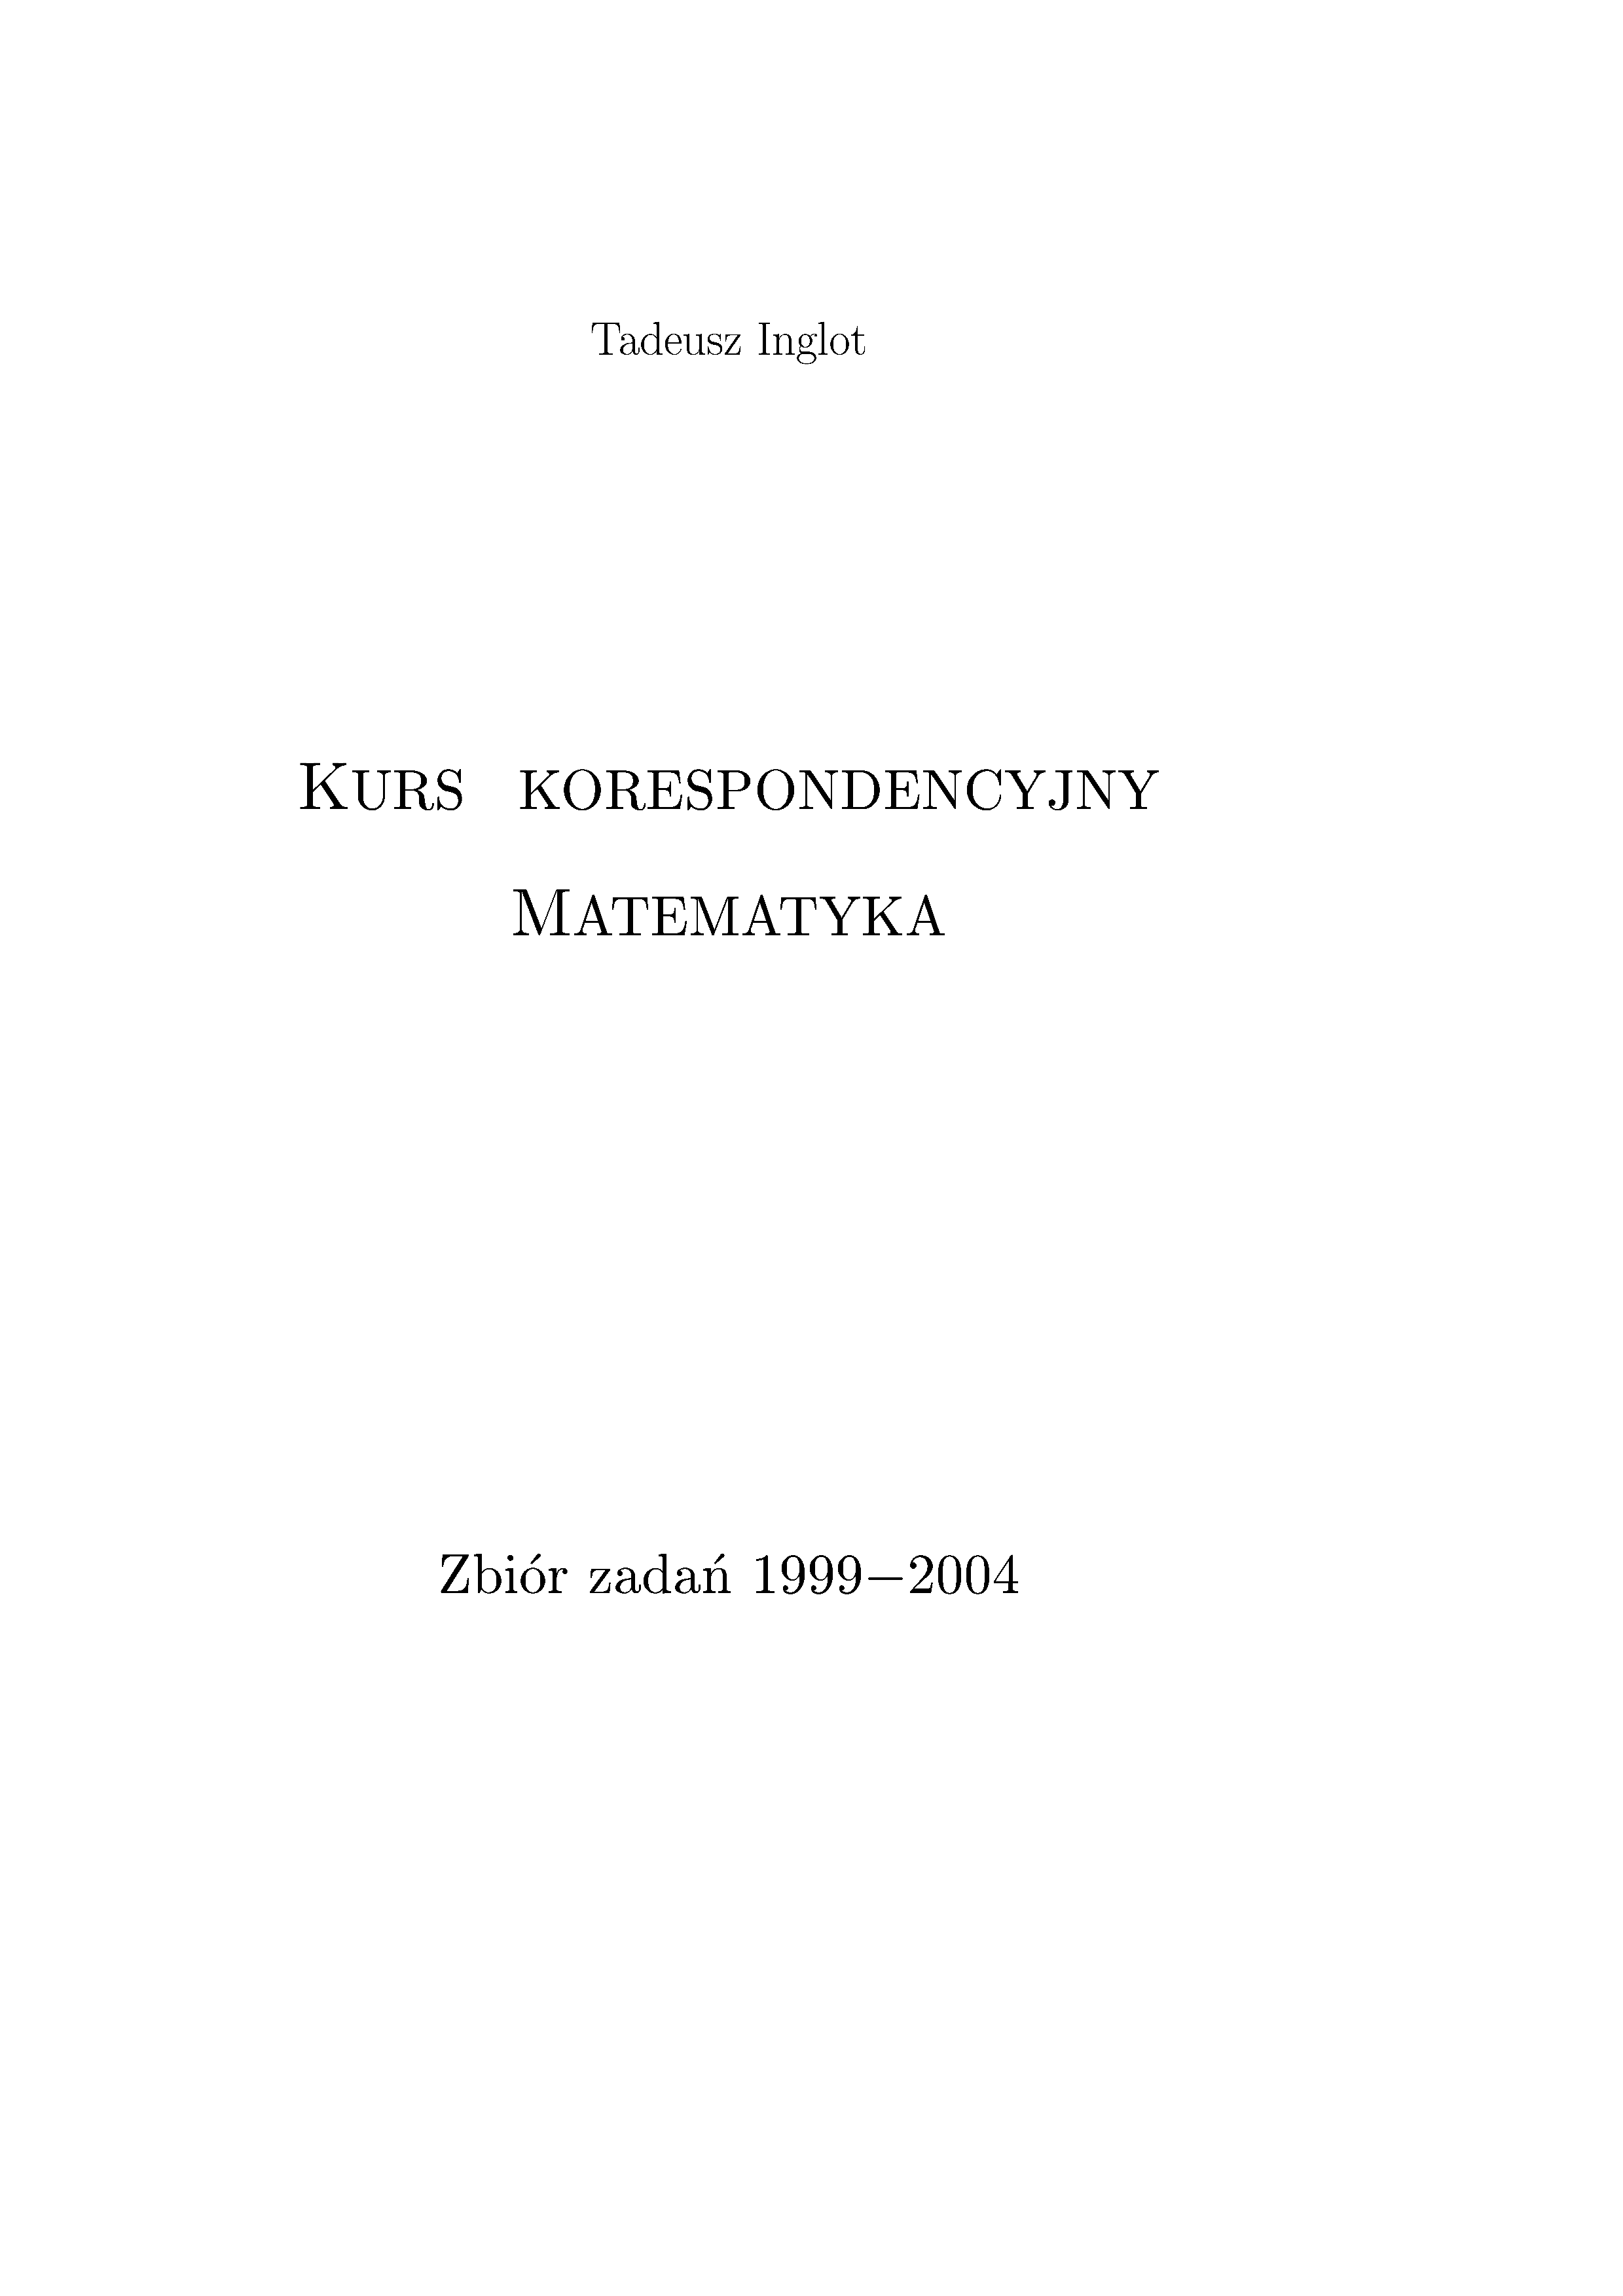 Tadeusz Inglot
Kurs korespondencyjny
Matematyka
Zbiór zadań 1999−2004